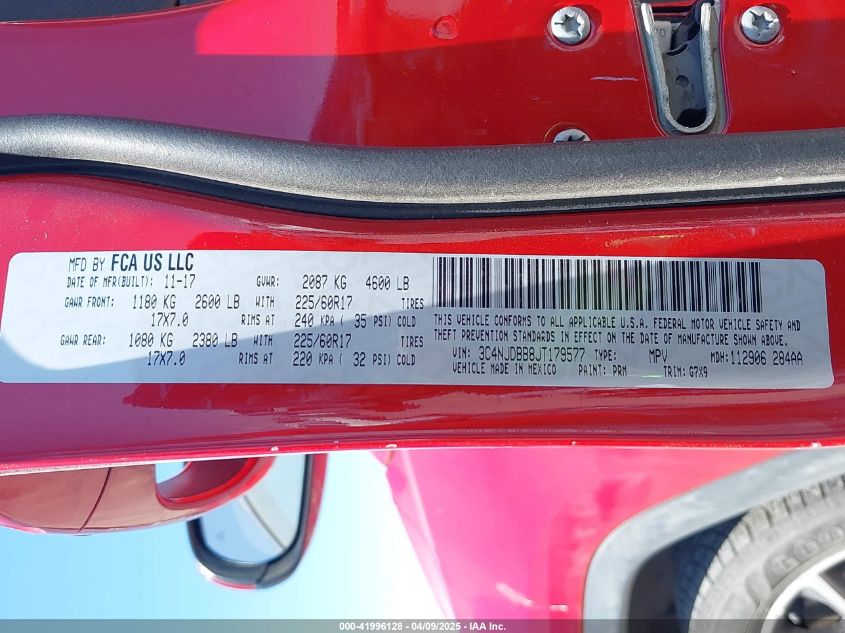 MFD BY FCA US LLC
DATE OF MFR(BUILT): 11-17 GVWR: 2087 KG 4600 LB
GAWR FRONT: 1180 KG 2600 LB WITH 225/60R17 TIRES
17X7.0 RIMS AT 240 KPA ( 35 PSI) COLD
GAWR REAR: 1080 KG 2380 LB WITH 225/60R17 TIRES
17X7.0 RIMS AT 220 KPA ( 32 PSI) COLD
THIS VEHICLE CONFORMS TO ALL APPLICABLE U.S.A. FEDERAL MOTOR VEHICLE SAFETY AND
THEFT PREVENTION STANDARDS IN EFFECT ON THE DATE OF MANUFACTURE SHOWN ABOVE.
VIN: 3C4NJDBB8JT179577 TYPE: MPV MDH: 112906 284AA
VEHICLE MADE IN MEXICO PAINT: PRM TRIM: G7X9
000-41996128 - 04/09/2025 - IAA Inc.